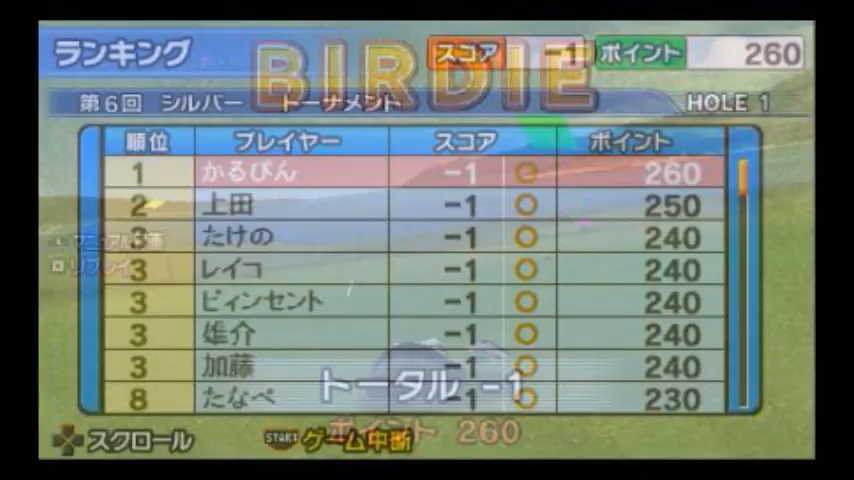 ランキング
BIRDIE
スコア -1 ポイント 260
第6回 シルバー トーナメント HOLE 1
順位 プレイヤー スコア ポイント
1 かるびん -1 ○ 260
2 上田 -1 ○ 250
3 たけの -1 ○ 240
3 レイコ -1 ○ 240
3 ビィンセント -1 ○ 240
3 雄介 -1 ○ 240
3 加藤 -1 ○ 240
8 たなべ -1 ○ 230
リプレイ
トータル -1
ポイント 260
スクロール START ゲーム中断